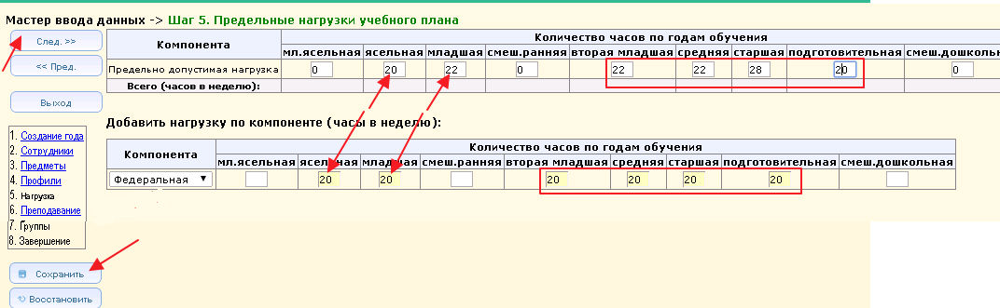 Мастер ввода данных -> Шаг 5. Предельные нагрузки учебного плана
След. >>
<< Пред.
Выход
Компонента
Количество часов по годам обучения
мл.ясельная ясельная младшая смеш.ранняя вторая младшая средняя старшая подготовительная смеш.дошкольн
Предельно допустимая нагрузка 0 20 22 0 22 22 28 20 0
Всего (часов в неделю):
Добавить нагрузку по компоненте (часы в неделю):
Компонента
Количество часов по годам обучения
мл.ясельная ясельная младшая смеш.ранняя вторая младшая средняя старшая подготовительная смеш.дошкольная
Федеральная 20 20 20 20 20 20
1. Создание года
2. Сотрудники
3. Предметы
4. Профили
5. Нагрузка
6. Преподавание
7. Группы
8. Завершение
Сохранить
Восстановить